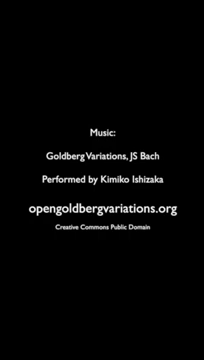 Music:
Goldberg Variations, JS Bach
Performed by Kimiko Ishizaka
opengoldbergvariations.org
Creative Commons Public Domain